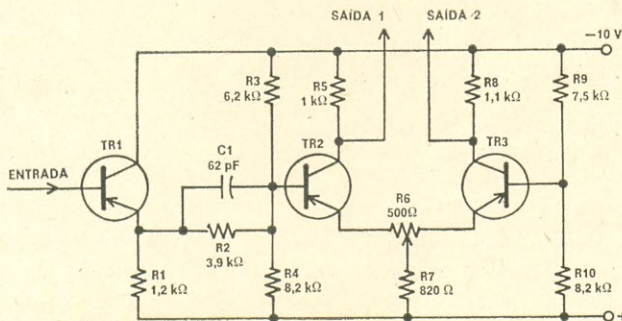 SAÍDA 1
SAÍDA 2
–10 V
R3
6,2 kΩ
R5
1 kΩ
R8
1,1 kΩ
R9
7,5 kΩ
TR1
C1
62 pF
TR2
TR3
ENTRADA
R6
500Ω
R2
3,9 kΩ
R1
1,2 kΩ
R4
8,2 kΩ
R7
820 Ω
R10
8,2 kΩ
+